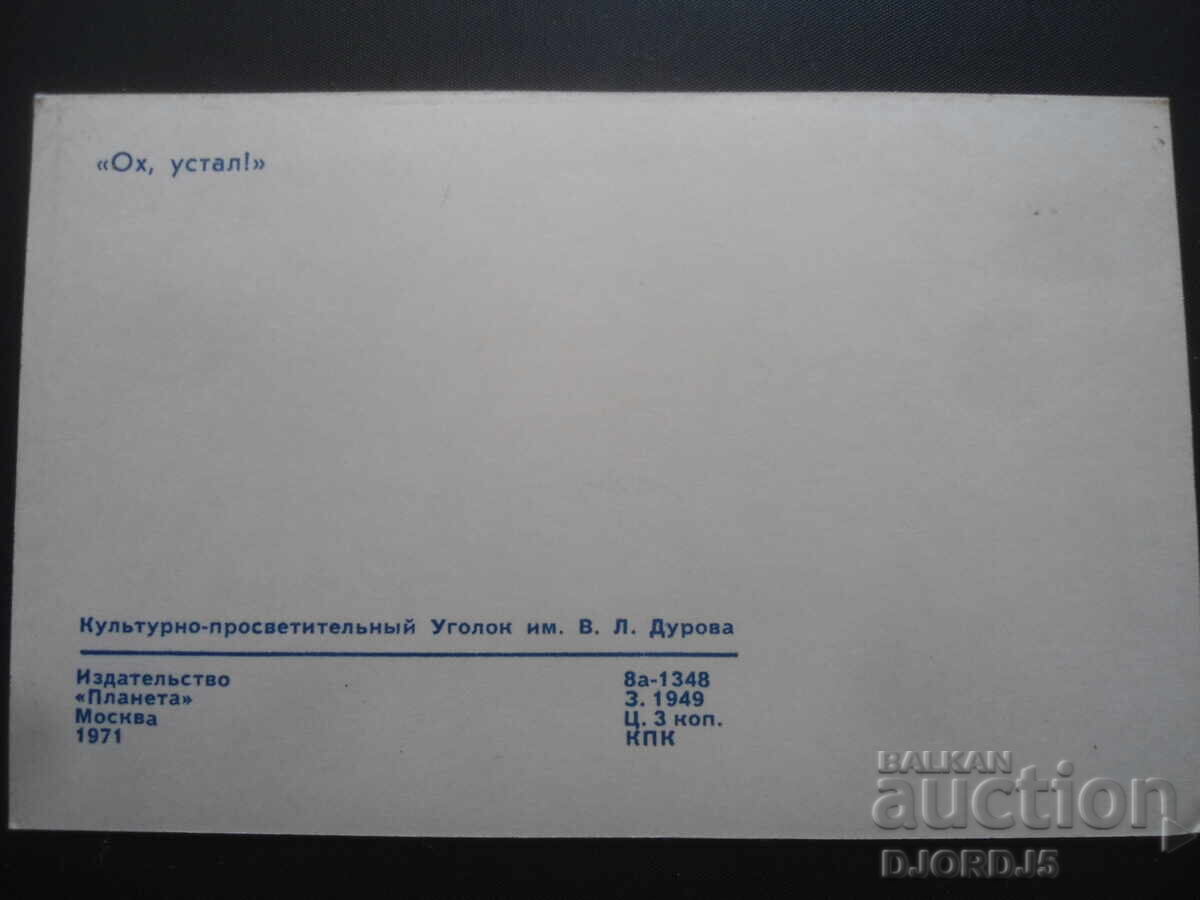 «Ох, устал!»
Культурно-просветительный Уголок им. В. Л. Дурова
Издательство
«Планета»
Москва
1971
8а-1348
З. 1949
Ц. 3 коп.
КПК
BALKAN
auction
DJORDJ5